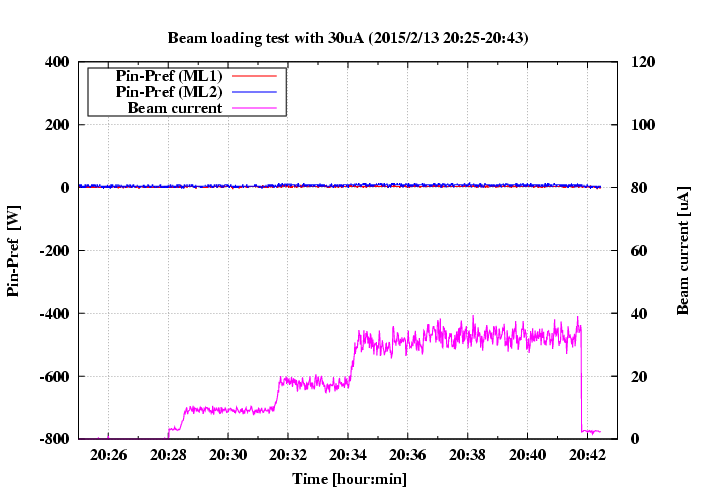 Beam loading test with 30uA (2015/2/13 20:25-20:43)
Pin-Pref (ML1)
Pin-Pref (ML2)
Beam current
400
200
0
-200
-400
-600
-800
Pin-Pref [W]
120
100
80
60
40
20
0
Beam current [uA]
20:26 20:28 20:30 20:32 20:34 20:36 20:38 20:40 20:42
Time [hour:min]